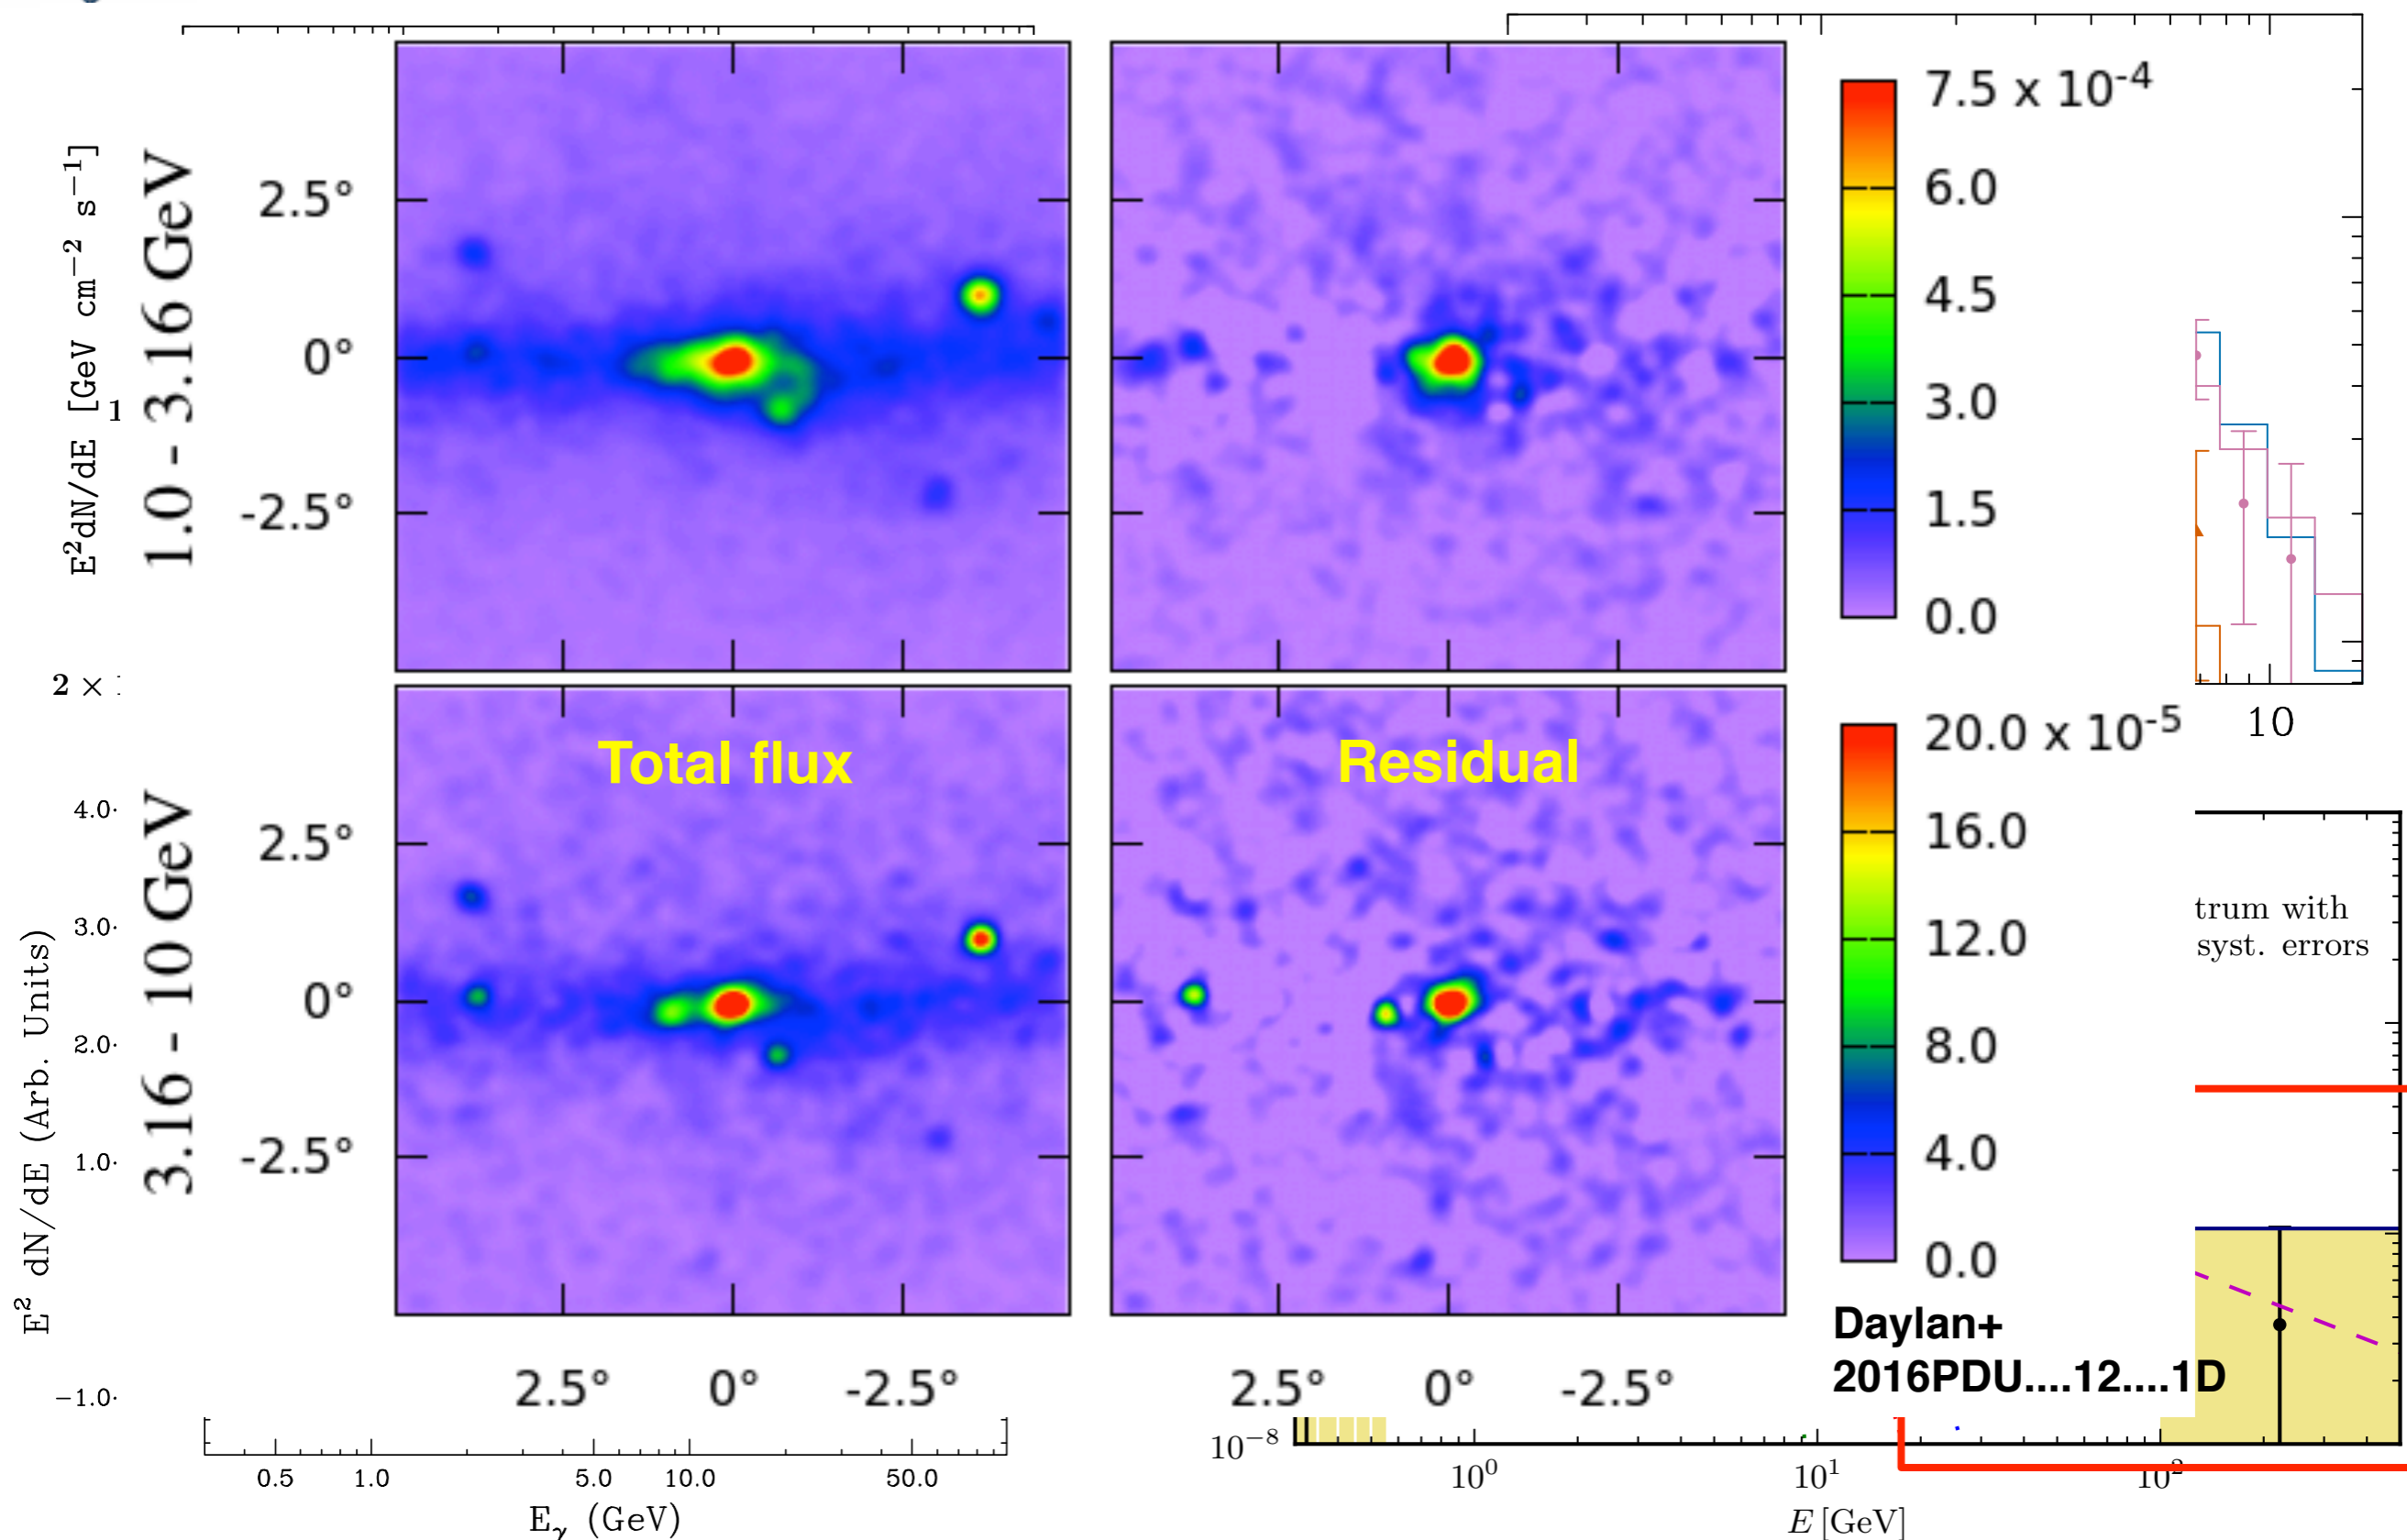 E²dN/dE [GeV cm⁻² s⁻¹]
1
1.0 - 3.16 GeV
2.5°
0°
-2.5°
7.5 x 10⁻⁴
6.0
4.5
3.0
1.5
0.0
10
2 ×
3.16 - 10 GeV
Total flux
Residual
2.5°
0°
-2.5°
20.0 x 10⁻⁵
16.0
12.0
8.0
4.0
0.0
E² dN/dE (Arb. Units)
4.0
3.0
2.0
1.0
−1.0
trum with
syst. errors
Daylan+
2016PDU....12....1D
2.5° 0° -2.5°
2.5° 0° -2.5°
0.5 1.0 5.0 10.0 50.0
Eγ (GeV)
10⁻⁸
10⁰ 10¹ 10²
E [GeV]